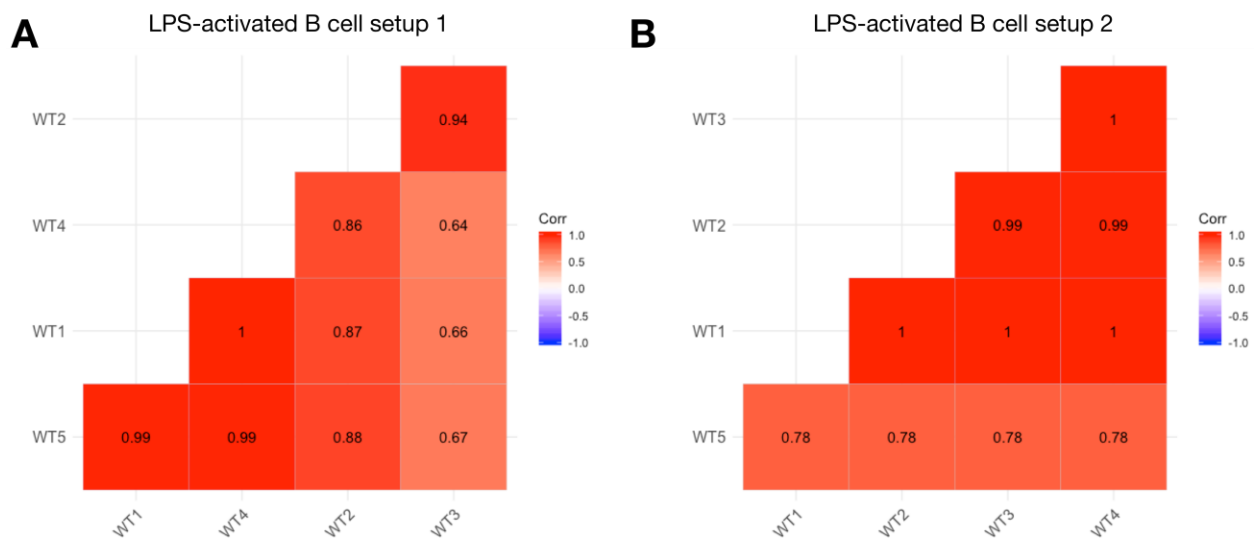 A
LPS-activated B cell setup 1
WT2
0.94
WT4
0.86 0.64
WT1
1 0.87 0.66
WT5
0.99 0.99 0.88 0.67
WT1 WT4 WT2 WT3
Corr
1.0
0.5
0.0
-0.5
-1.0
B
LPS-activated B cell setup 2
WT3
1
WT2
0.99 0.99
WT1
1 1 1
WT5
0.78 0.78 0.78 0.78
WT1 WT2 WT3 WT4
Corr
1.0
0.5
0.0
-0.5
-1.0